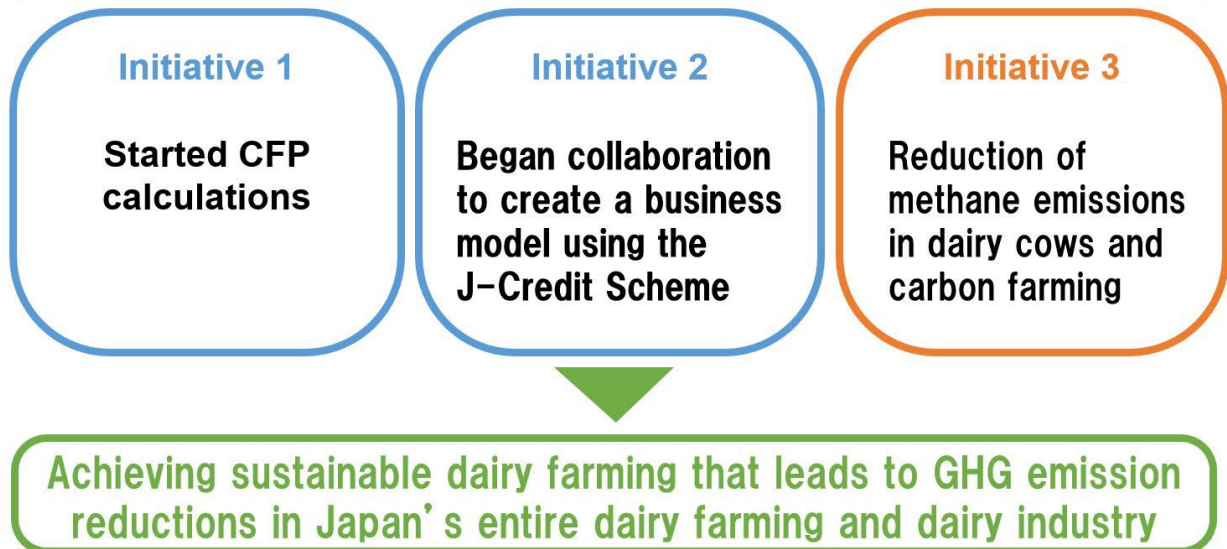 Initiative 1
Started CFP
calculations
Initiative 2
Began collaboration
to create a business
model using the
J-Credit Scheme
Initiative 3
Reduction of
methane emissions
in dairy cows and
carbon farming
Achieving sustainable dairy farming that leads to GHG emission
reductions in Japan’s entire dairy farming and dairy industry